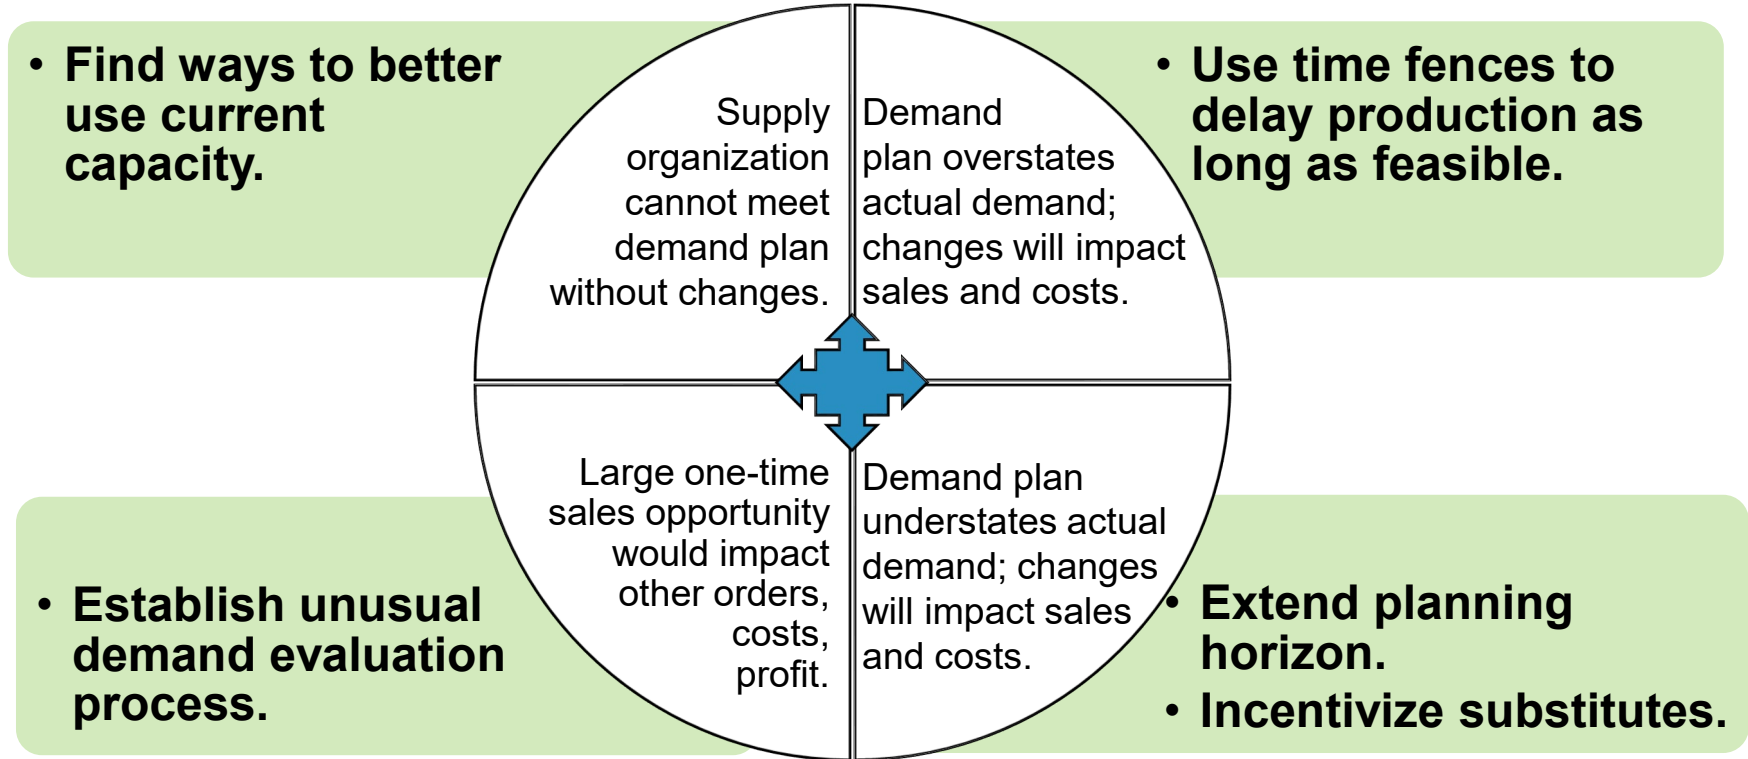 • Find ways to better
use current
capacity.
Supply
organization
cannot meet
demand plan
without changes.
Demand
plan overstates
actual demand;
changes will impact
sales and costs.
• Use time fences to
delay production as
long as feasible.
• Establish unusual
demand evaluation
process.
Large one-time
sales opportunity
would impact
other orders,
costs,
profit.
Demand plan
understates actual
demand; changes
will impact sales
and costs.
• Extend planning
horizon.
• Incentivize substitutes.